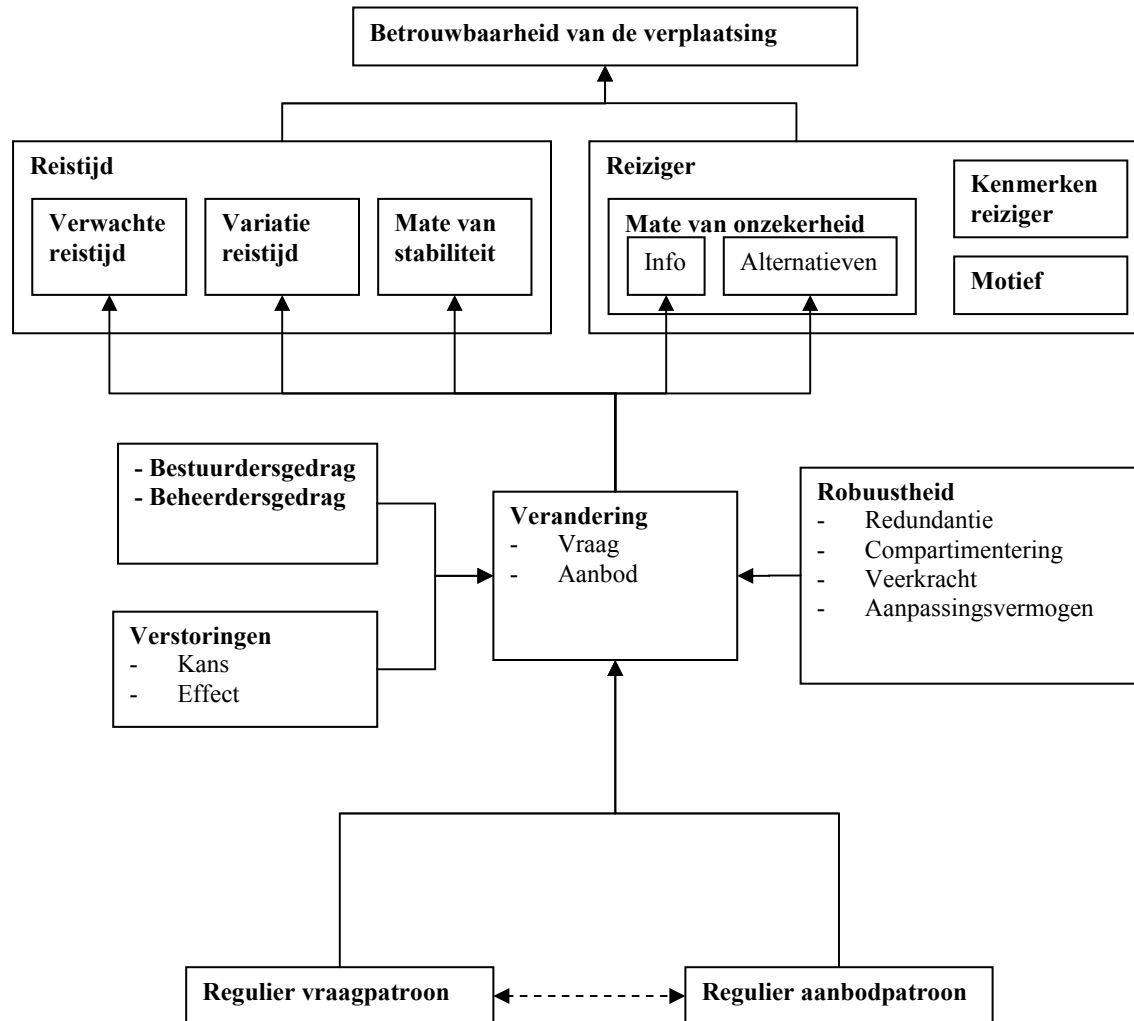 Betrouwbaarheid van de verplaatsing
Reistijd
Verwachte
reistijd
Variatie
reistijd
Mate van
stabiliteit
Reiziger
Mate van onzekerheid
Info
Alternatieven
Kenmerken
reiziger
Motief
- Bestuurdersgedrag
- Beheerdersgedrag
Verstoringen
- Kans
- Effect
Verandering
- Vraag
- Aanbod
Robuustheid
- Redundantie
- Compartimentering
- Veerkracht
- Aanpassingsvermogen
Regulier vraagpatroon
Regulier aanbodpatroon